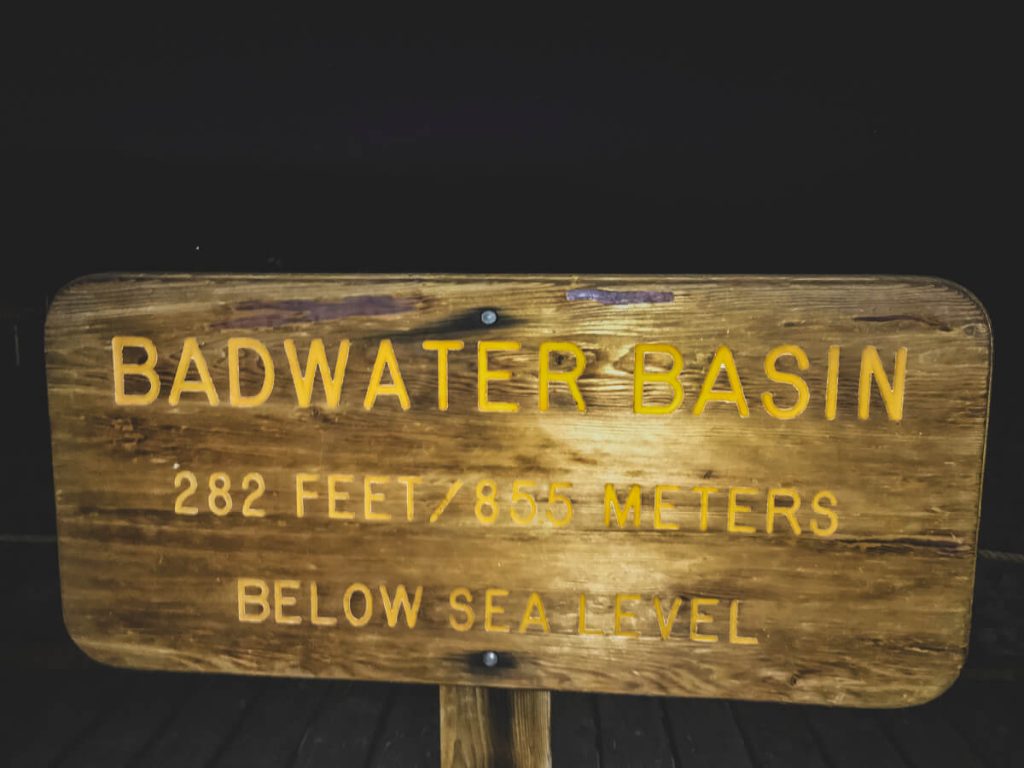 BADWATER BASIN
282 FEET/855 METERS
BELOW SEA LEVEL